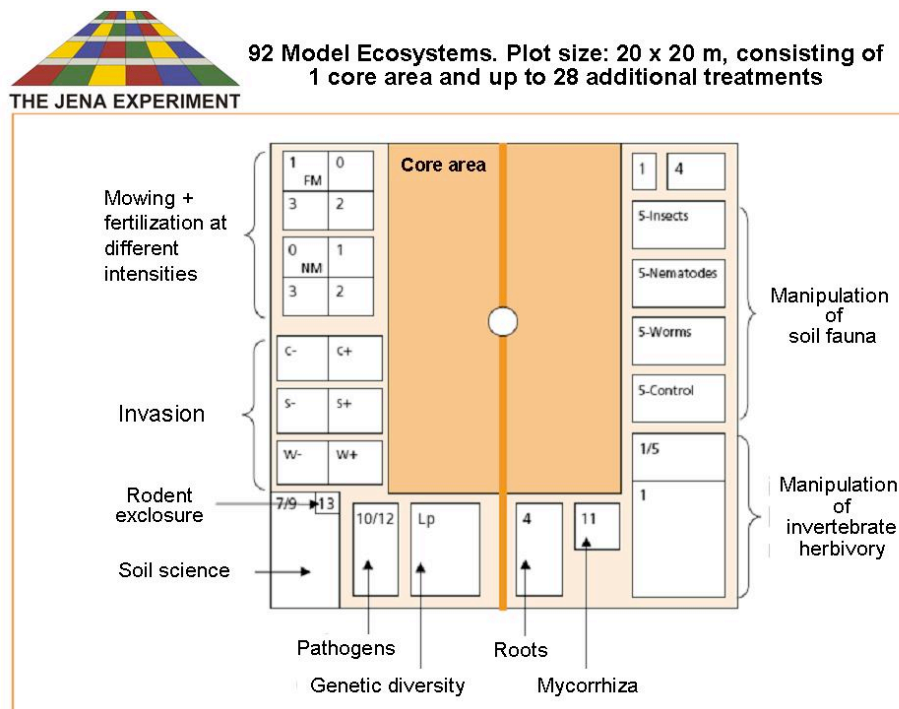 THE JENA EXPERIMENT
92 Model Ecosystems. Plot size: 20 x 20 m, consisting of
1 core area and up to 28 additional treatments
Mowing +
fertilization at
different
intensities
1 0
FM
3 2
0 1
NM
3 2
Core area
1 4
5-Insects
5-Nematodes
5-Worms
5-Control
Manipulation
of
soil fauna
Invasion
C- C+
S- S+
W- W+
1/5
1
Manipulation
of
invertebrate
herbivory
Rodent
exclosure
7/9 13
Soil science
10/12 Lp
4 11
Pathogens
Roots
Genetic diversity
Mycorrhiza